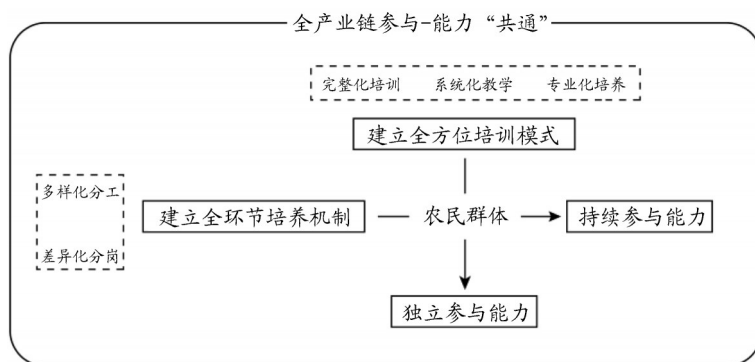 全产业链参与-能力“共通”
完整化培训 系统化教学 专业化培养
建立全方位培训模式
多样化分工
建立全环节培养机制 农民群体 持续参与能力
差异化分岗
独立参与能力